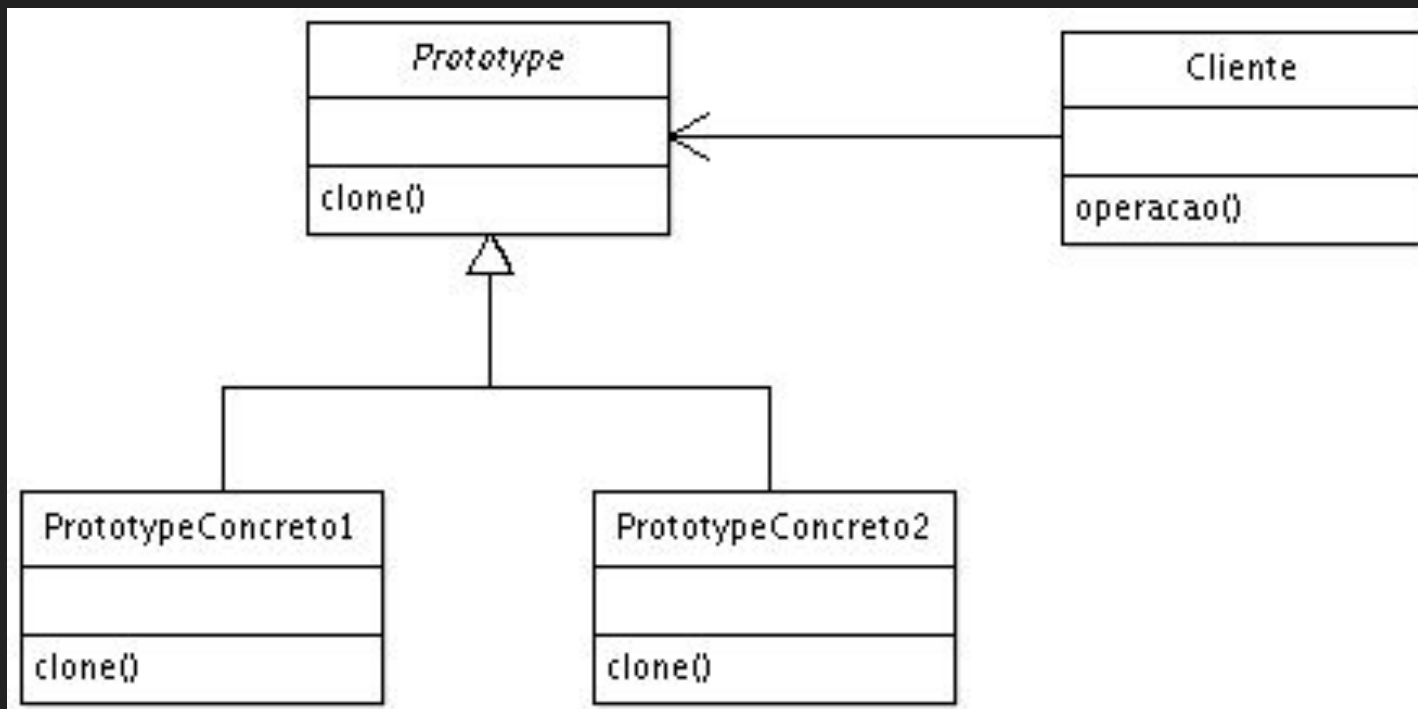 Prototype
clone()
Cliente
operacao()
PrototypeConcreto1
clone()
PrototypeConcreto2
clone()